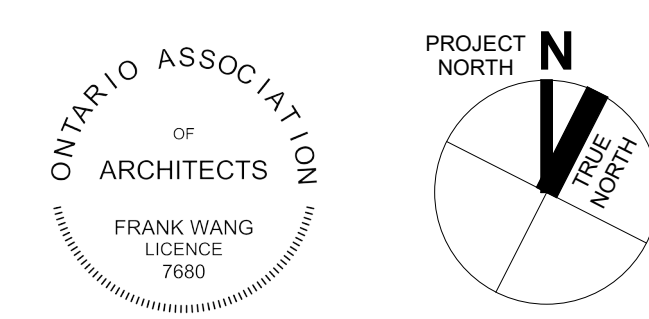 ONTARIO ASSOCIATION
OF
ARCHITECTS
FRANK WANG
LICENCE
7680
PROJECT
NORTH
N
TRUE
NORTH